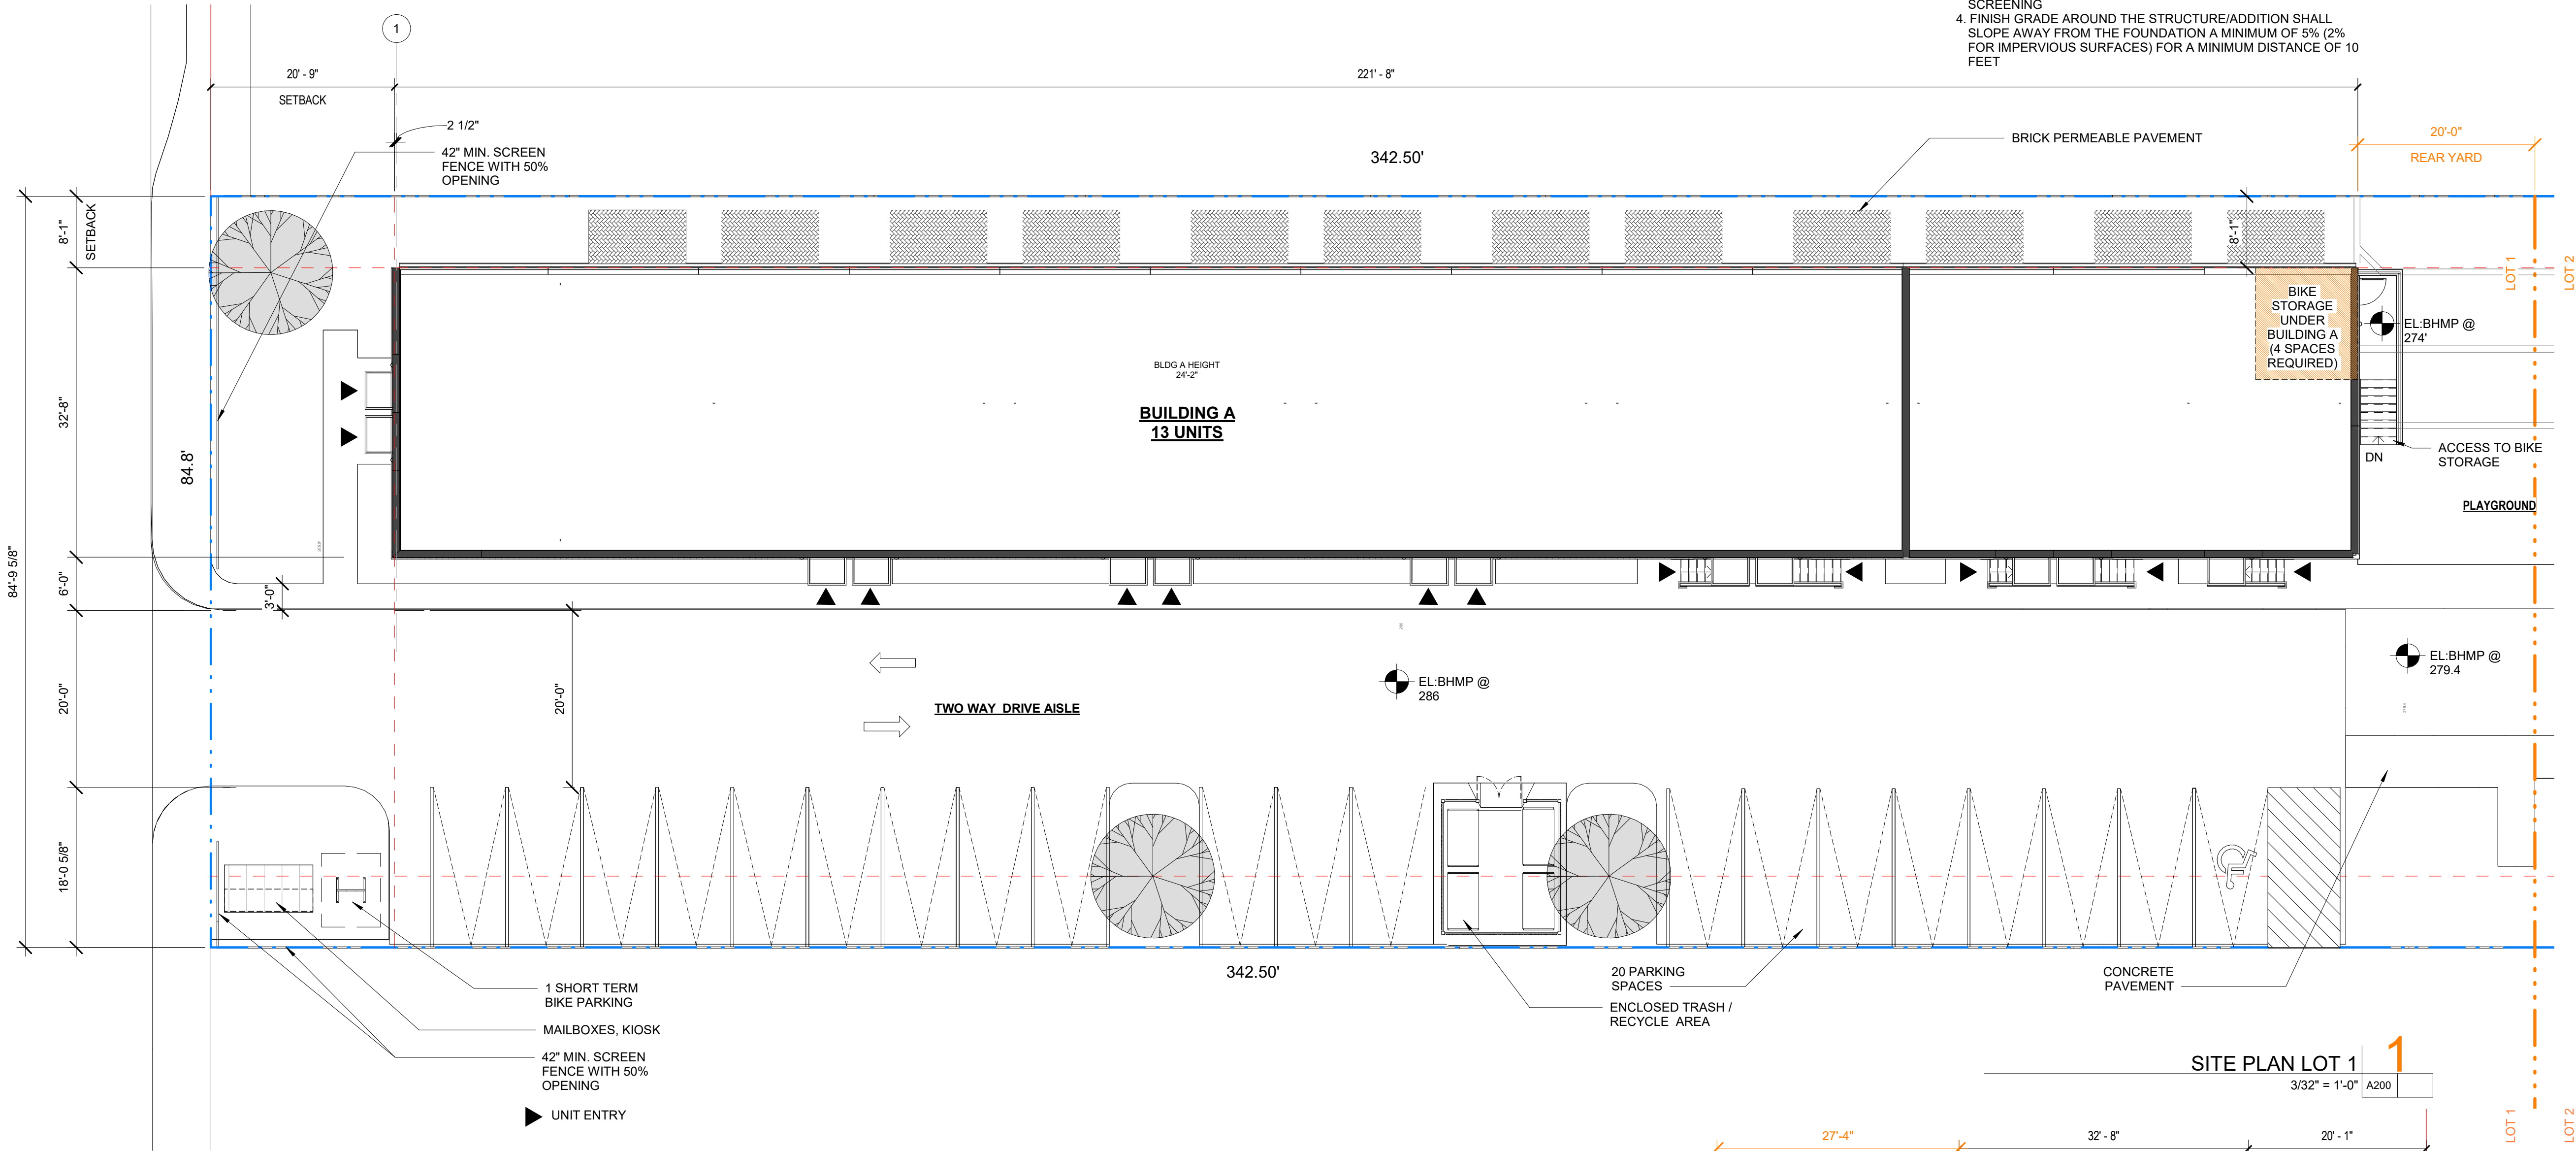 SCREENING
4. FINISH GRADE AROUND THE STRUCTURE/ADDITION SHALL
SLOPE AWAY FROM THE FOUNDATION A MINIMUM OF 5% (2%
FOR IMPERVIOUS SURFACES) FOR A MINIMUM DISTANCE OF 10
FEET
1
20' - 9"
SETBACK
221' - 8"
2 1/2"
42" MIN. SCREEN
FENCE WITH 50%
OPENING
342.50'
BRICK PERMEABLE PAVEMENT
20'-0"
REAR YARD
8'-1"
SETBACK
8'-1"
LOT 1
LOT 2
BIKE
STORAGE
UNDER
BUILDING A
(4 SPACES
REQUIRED)
EL:BHMP @
274'
BLDG A HEIGHT
24'-2"
BUILDING A
13 UNITS
32'-8"
84.8'
ACCESS TO BIKE
STORAGE
DN
PLAYGROUND
84'-9 5/8"
6'-0"
3'-0"
286
EL:BHMP @
286
EL:BHMP @
279.4
279.4
20'-0"
20'-0"
TWO WAY DRIVE AISLE
18'-0 5/8"
342.50'
1 SHORT TERM
BIKE PARKING
MAILBOXES, KIOSK
42" MIN. SCREEN
FENCE WITH 50%
OPENING
UNIT ENTRY
20 PARKING
SPACES
ENCLOSED TRASH /
RECYCLE AREA
CONCRETE
PAVEMENT
SITE PLAN LOT 1
1
3/32" = 1'-0"
A200
LOT 1
LOT 2
27'-4"
32' - 8"
20' - 1"